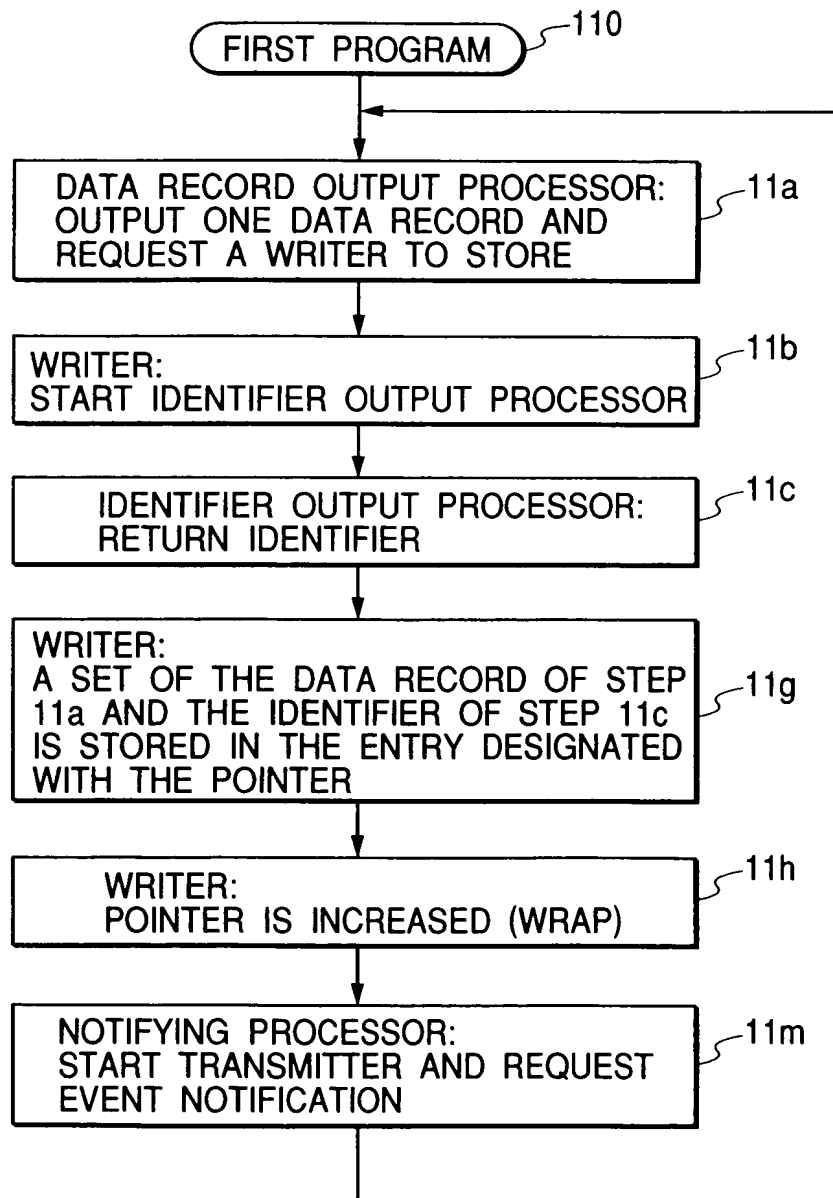 FIRST PROGRAM
110
DATA RECORD OUTPUT PROCESSOR:
OUTPUT ONE DATA RECORD AND
REQUEST A WRITER TO STORE
11a
WRITER:
START IDENTIFIER OUTPUT PROCESSOR
11b
IDENTIFIER OUTPUT PROCESSOR:
RETURN IDENTIFIER
11c
WRITER:
A SET OF THE DATA RECORD OF STEP
11a AND THE IDENTIFIER OF STEP 11c
IS STORED IN THE ENTRY DESIGNATED
WITH THE POINTER
11g
WRITER:
POINTER IS INCREASED (WRAP)
11h
NOTIFYING PROCESSOR:
START TRANSMITTER AND REQUEST
EVENT NOTIFICATION
11m